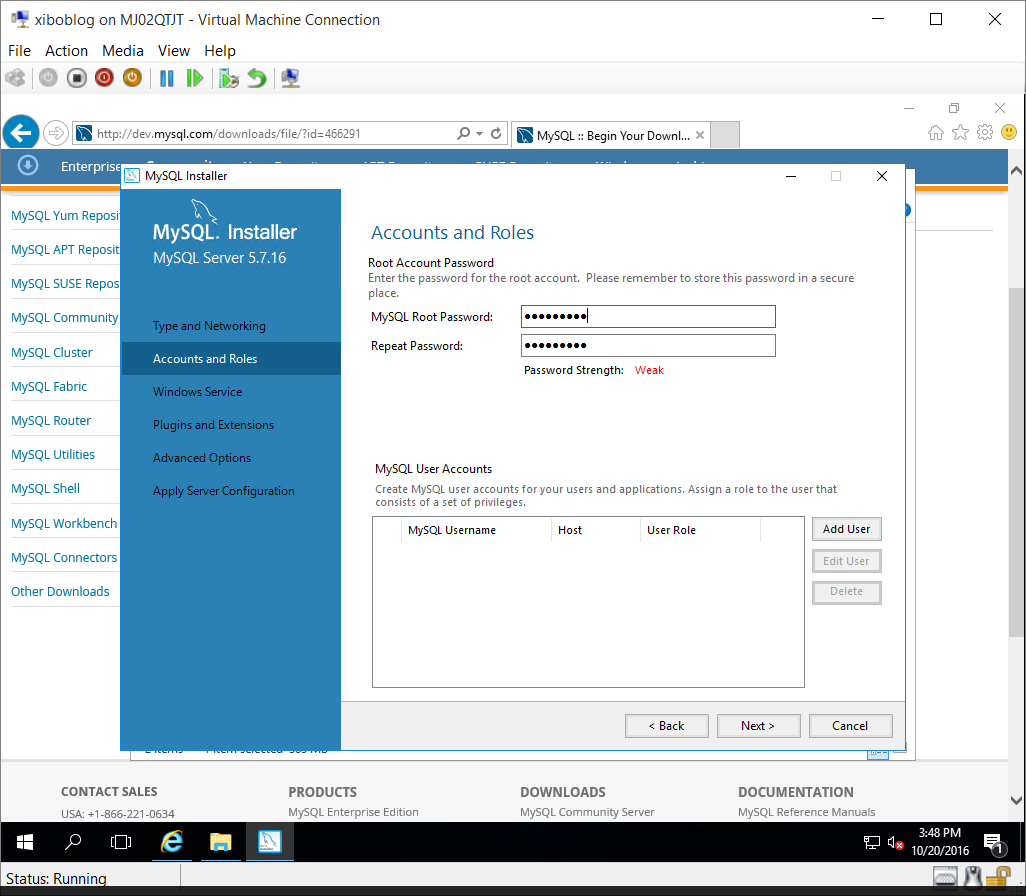 xiboblog on MJ02QTJT - Virtual Machine Connection
File Action Media View Help
http://dev.mysql.com/downloads/file/?id=466291
MySQL :: Begin Your Downl...
Enterprise
MySQL Installer
MySQL Yum Reposi
MySQL APT Reposit
MySQL SUSE Repos
MySQL Community
MySQL Cluster
MySQL Fabric
MySQL Router
MySQL Utilities
MySQL Shell
MySQL Workbench
MySQL Connectors
Other Downloads
MySQL. Installer
MySQL Server 5.7.16
Type and Networking
Accounts and Roles
Windows Service
Plugins and Extensions
Advanced Options
Apply Server Configuration
Accounts and Roles
Root Account Password
Enter the password for the root account. Please remember to store this password in a secure
place.
MySQL Root Password:
Repeat Password:
Password Strength: Weak
MySQL User Accounts
Create MySQL user accounts for your users and applications. Assign a role to the user that
consists of a set of privileges.
MySQL Username Host User Role
Add User
Edit User
Delete
< Back Next > Cancel
CONTACT SALES
USA: +1-866-221-0634
PRODUCTS
MySQL Enterprise Edition
DOWNLOADS
MySQL Community Server
DOCUMENTATION
MySQL Reference Manuals
3:48 PM
10/20/2016
1
Status: Running